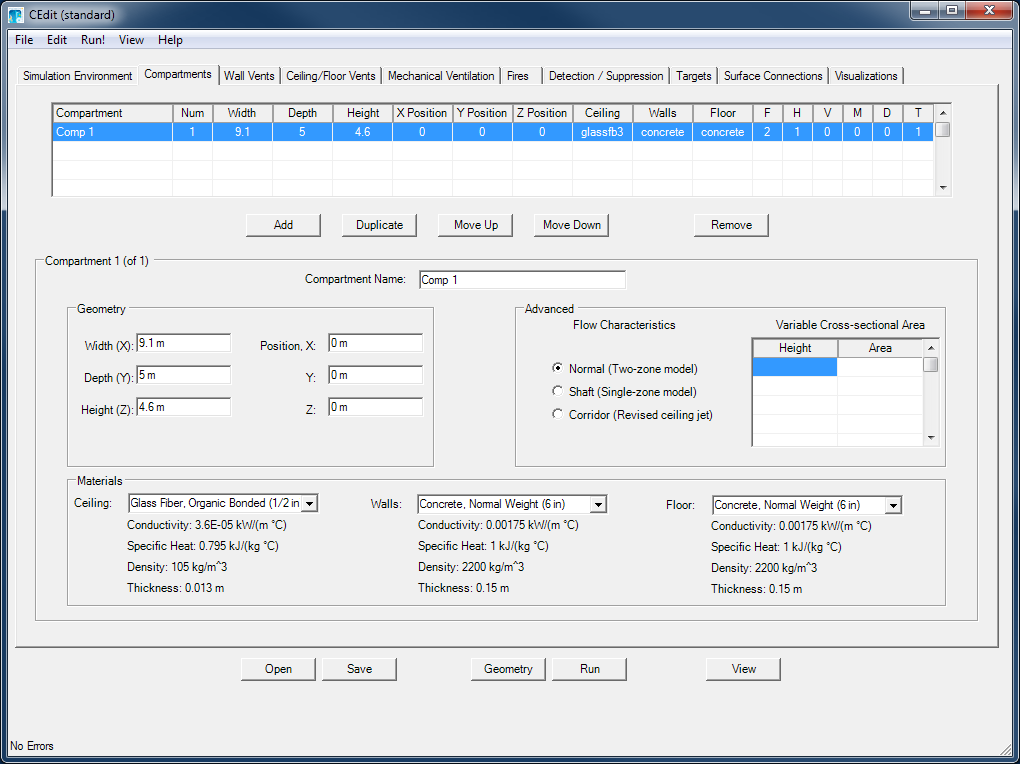 CEdit (standard)
File Edit Run! View Help
Simulation Environment Compartments Wall Vents Ceiling/Floor Vents Mechanical Ventilation Fires Detection / Suppression Targets Surface Connections Visualizations
Compartment Num Width Depth Height X Position Y Position Z Position Ceiling Walls Floor F H V M D T
Comp 1 1 9.1 5 4.6 0 0 0 glassfb3 concrete concrete 2 1 0 0 0 1
Add Duplicate Move Up Move Down Remove
Compartment 1 (of 1)
Compartment Name: Comp 1
Geometry
Width (X): 9.1 m Position, X: 0 m
Depth (Y): 5 m Y: 0 m
Height (Z): 4.6 m Z: 0 m
Advanced
Flow Characteristics
Normal (Two-zone model)
Shaft (Single-zone model)
Corridor (Revised ceiling jet)
Variable Cross-sectional Area
Height Area
Materials
Ceiling: Glass Fiber, Organic Bonded (1/2 in
Conductivity: 3.6E-05 kW/(m °C)
Specific Heat: 0.795 kJ/(kg °C)
Density: 105 kg/m^3
Thickness: 0.013 m
Walls: Concrete, Normal Weight (6 in)
Conductivity: 0.00175 kW/(m °C)
Specific Heat: 1 kJ/(kg °C)
Density: 2200 kg/m^3
Thickness: 0.15 m
Floor: Concrete, Normal Weight (6 in)
Conductivity: 0.00175 kW/(m °C)
Specific Heat: 1 kJ/(kg °C)
Density: 2200 kg/m^3
Thickness: 0.15 m
Open Save Geometry Run View
No Errors